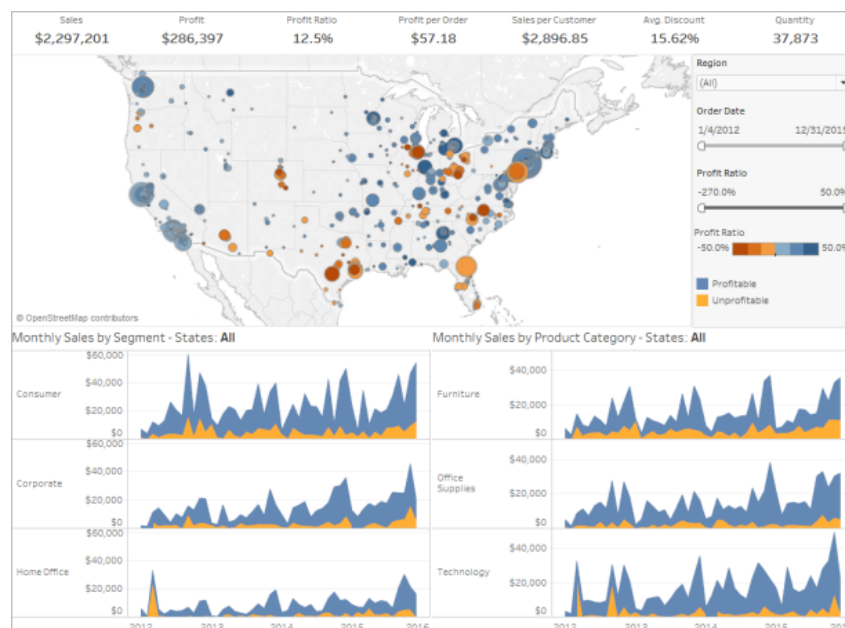 Sales Profit Profit Ratio Profit per Order Sales per Customer Avg. Discount Quantity
$2,297,201 $286,397 12.5% $57.18 $2,896.85 15.62% 37,873
Region
(All)
Order Date
1/4/2012 12/31/201
Profit Ratio
-270.0% 50.0%
Profit Ratio
-50.0% 50.0%
Profitable
Unprofitable
© OpenStreetMap contributors
Monthly Sales by Segment - States: All
$60,000
$40,000
Consumer
$20,000
$0
$60,000
$40,000
Corporate
$20,000
$0
$60,000
$40,000
Home Office
$20,000
$0
2012 2013 2014 2015 2016
Monthly Sales by Product Category - States: All
$40,000
Furniture
$20,000
$0
$40,000
Office
Supplies
$20,000
$0
$40,000
Technology
$20,000
$0
2012 2013 2014 2015 201